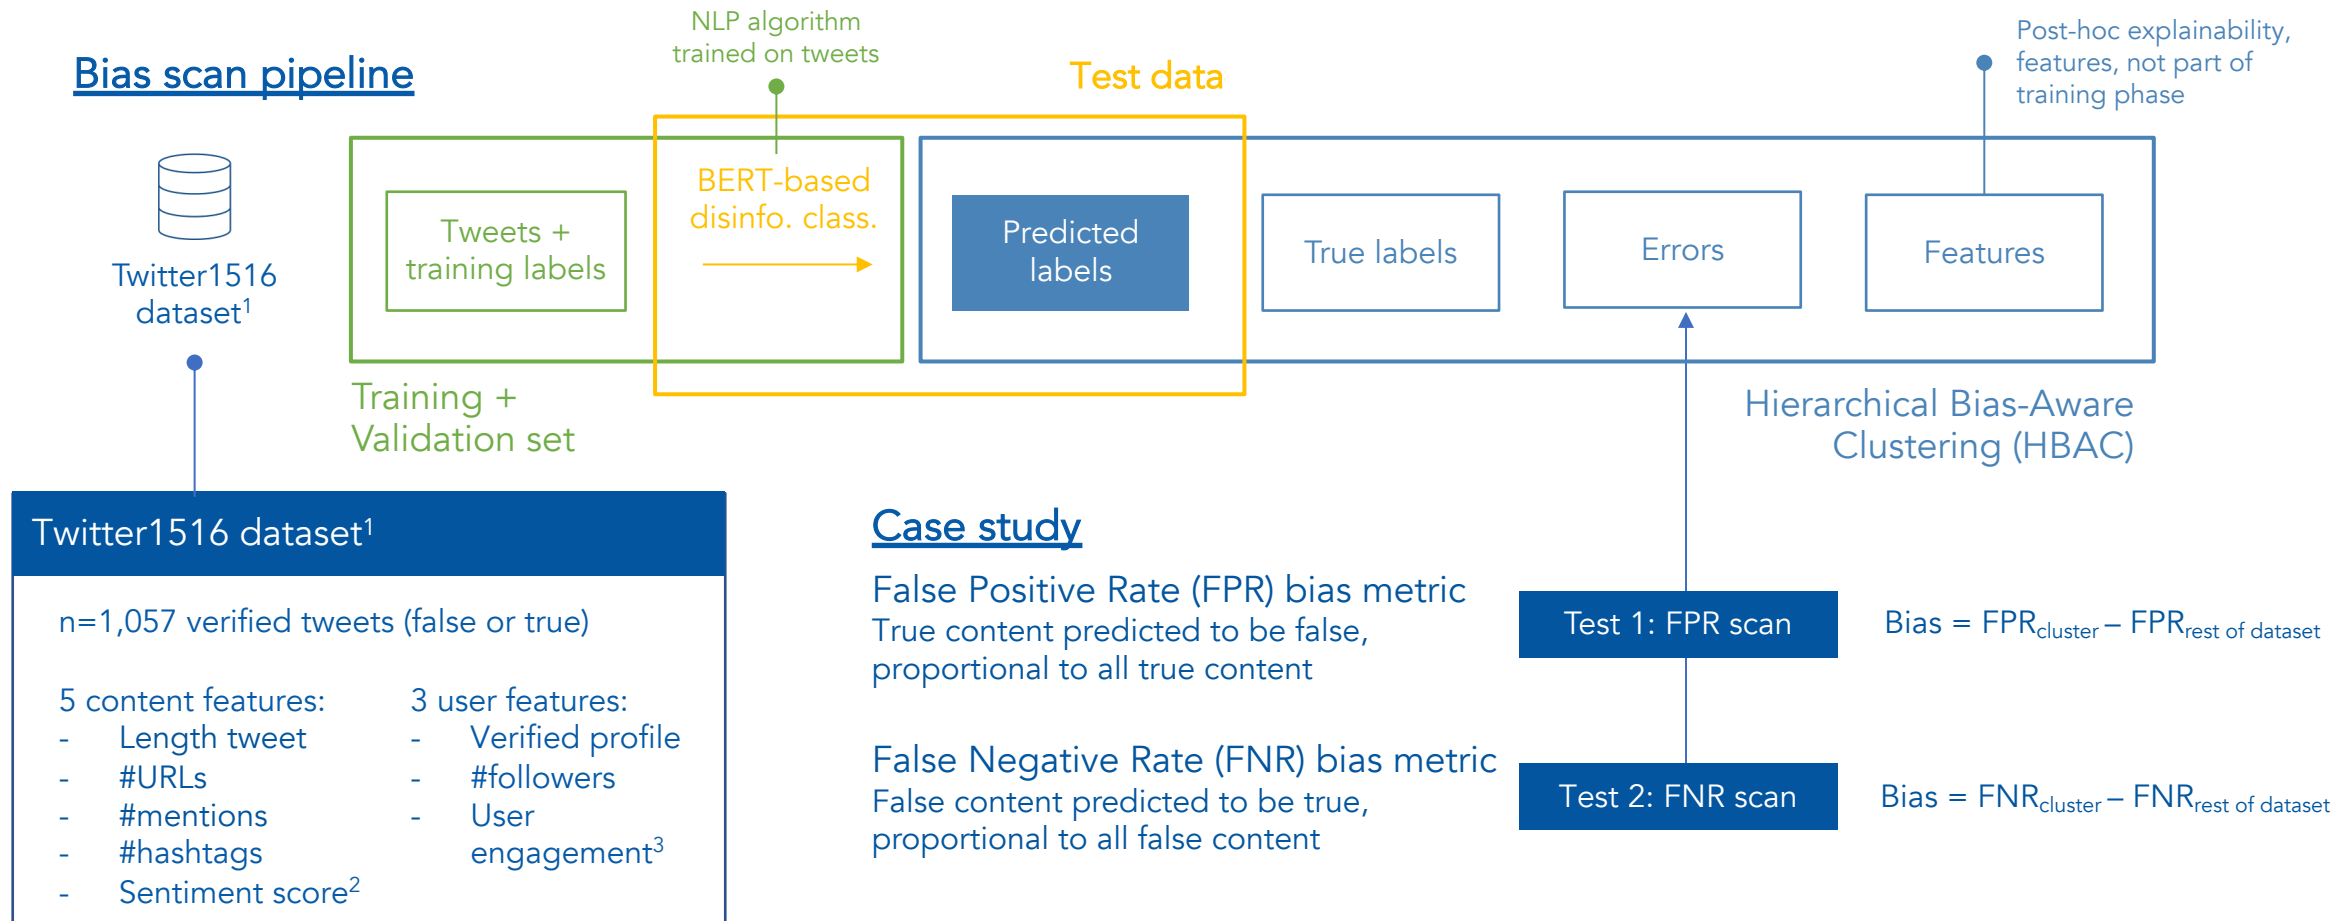 Bias scan pipeline
NLP algorithm
trained on tweets
Test data
Post-hoc explainability,
features, not part of
training phase
Twitter1516
dataset1
Tweets +
training labels
BERT-based
disinfo. class.
Predicted
labels
True labels
Errors
Features
Training +
Validation set
Hierarchical Bias-Aware
Clustering (HBAC)
Twitter1516 dataset1
n=1,057 verified tweets (false or true)
5 content features:
- Length tweet
- #URLs
- #mentions
- #hashtags
- Sentiment score2
3 user features:
- Verified profile
- #followers
- User
engagement3
Case study
False Positive Rate (FPR) bias metric
True content predicted to be false,
proportional to all true content
Test 1: FPR scan
Bias = FPRcluster – FPRrest of dataset
False Negative Rate (FNR) bias metric
False content predicted to be true,
proportional to all false content
Test 2: FNR scan
Bias = FNRcluster – FNRrest of dataset